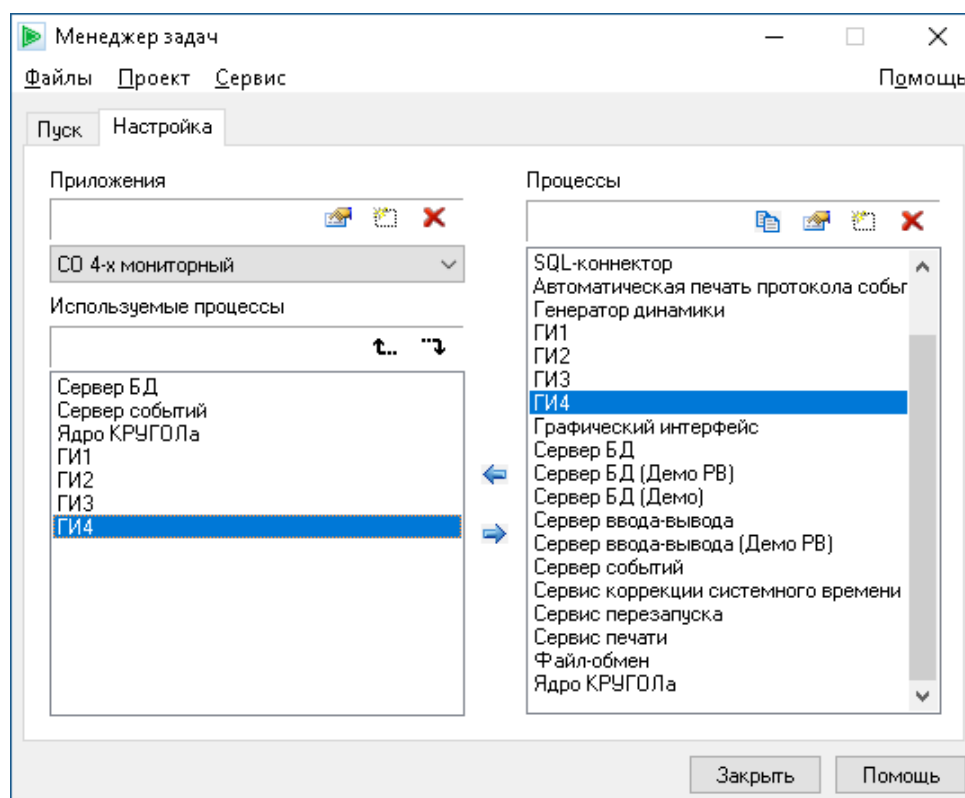 Менеджер задач
Файлы Проект Сервис Помощь
Пуск Настройка
Приложения
СО 4-х мониторный
Используемые процессы
Сервер БД
Сервер событий
Ядро КРУГОЛа
ГИ1
ГИ2
ГИ3
ГИ4
Процессы
SQL-коннектор
Автоматическая печать протокола событ
Генератор динамики
ГИ1
ГИ2
ГИ3
ГИ4
Графический интерфейс
Сервер БД
Сервер БД (Демо РВ)
Сервер БД (Демо)
Сервер ввода-вывода
Сервер ввода-вывода (Демо РВ)
Сервер событий
Сервис коррекции системного времени
Сервис перезапуска
Сервис печати
Файл-обмен
Ядро КРУГОЛа
Закрыть Помощь